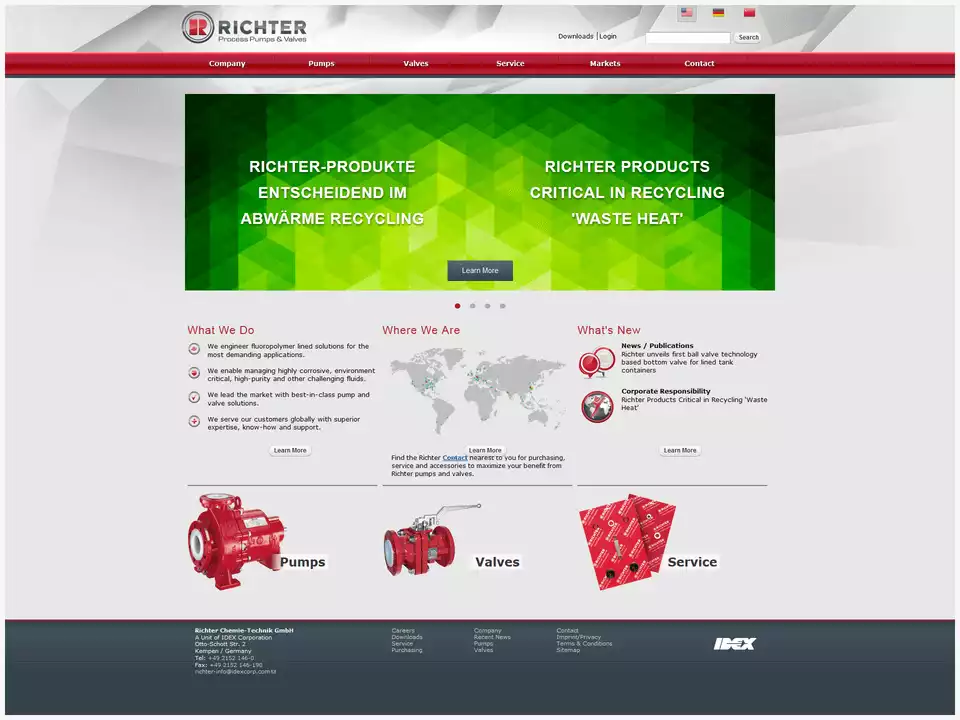 RICHTER
Process Pumps & Valves
Downloads | Login
Search
Company Pumps Valves Service Markets Contact
RICHTER-PRODUKTE
ENTSCHEIDEND IM
ABWÄRME RECYCLING
RICHTER PRODUCTS
CRITICAL IN RECYCLING
'WASTE HEAT'
Learn More
What We Do
We engineer fluoropolymer lined solutions for the
most demanding applications.
We enable managing highly corrosive, environment
critical, high-purity and other challenging fluids.
We lead the market with best-in-class pump and
valve solutions.
We serve our customers globally with superior
expertise, know-how and support.
Learn More
Where We Are
Learn More
Find the Richter Contact nearest to you for purchasing,
service and accessories to maximize your benefit from
Richter pumps and valves.
What's New
News / Publications
Richter unveils first ball valve technology
based bottom valve for lined tank
containers
Corporate Responsibility
Richter Products Critical in Recycling 'Waste
Heat'
Learn More
Pumps
Valves
Service
Richter Chemie-Technik GmbH
A Unit of IDEX Corporation
Otto-Schott Str. 2
Kempen / Germany
Tel: +49 2152 146-0
Fax: +49 2152 146-190
richter-info@idexcorp.com
Careers
Downloads
Service
Purchasing
Company
Recent News
Pumps
Valves
Contact
Imprint/Privacy
Terms & Conditions
Sitemap
IDEX